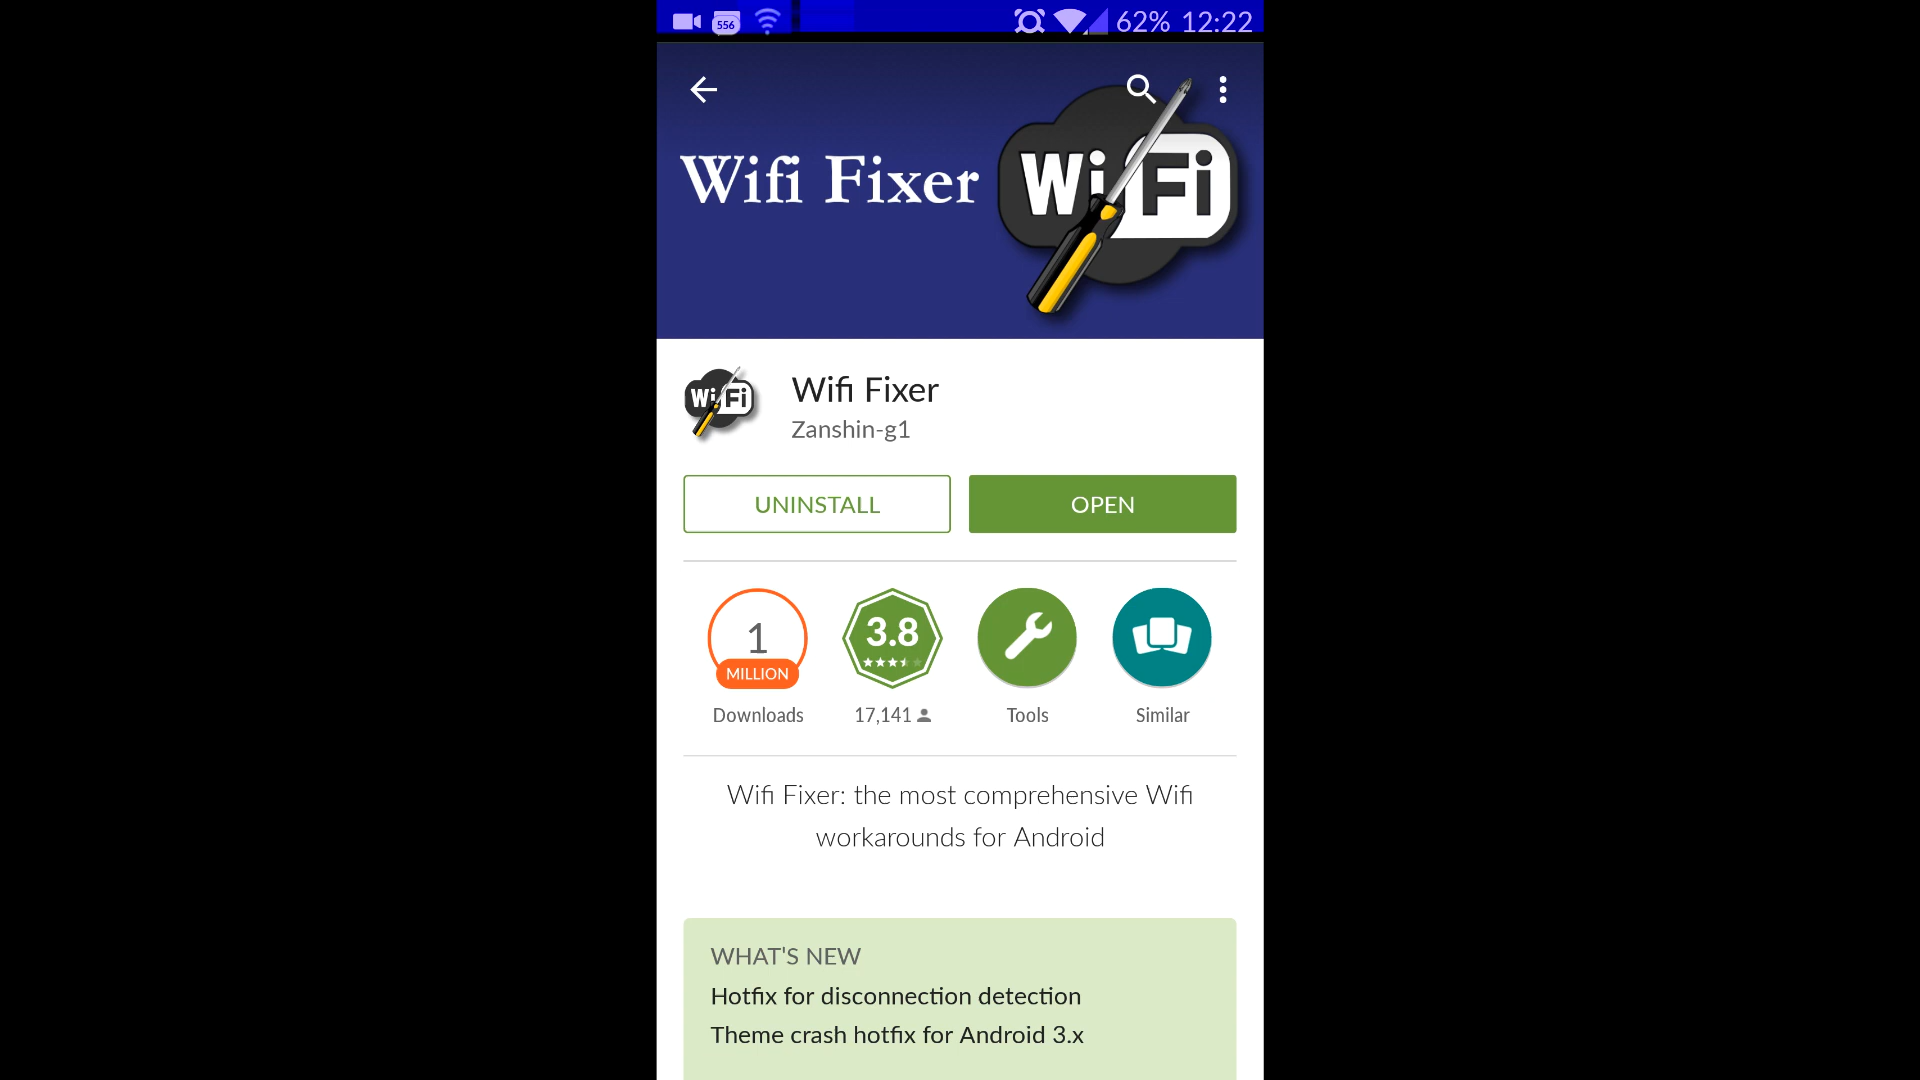 556
62% 12:22
Wifi Fixer
WiFi
WiFi
Wifi Fixer
Zanshin-g1
UNINSTALL
OPEN
1
MILLION
3.8
Downloads
17,141
Tools
Similar
Wifi Fixer: the most comprehensive Wifi
workarounds for Android
WHAT'S NEW
Hotfix for disconnection detection
Theme crash hotfix for Android 3.x